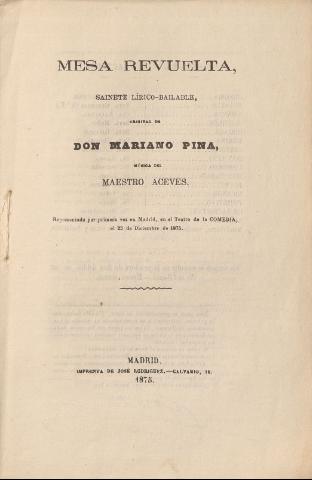 MESA REVUELTA,
SAINETE LÍRICO-BAILABLE,
ORIGINAL DE
DON MARIANO PINA,
MÚSICA DEL
MAESTRO ACEVES.
Representado por primera vez en Madrid, en el Teatro de la COMEDIA,
el 22 de Diciembre de 1875.
MADRID.
IMPRENTA DE JOSÉ RODRIGUEZ.—CALVARIO, 18.
1875.